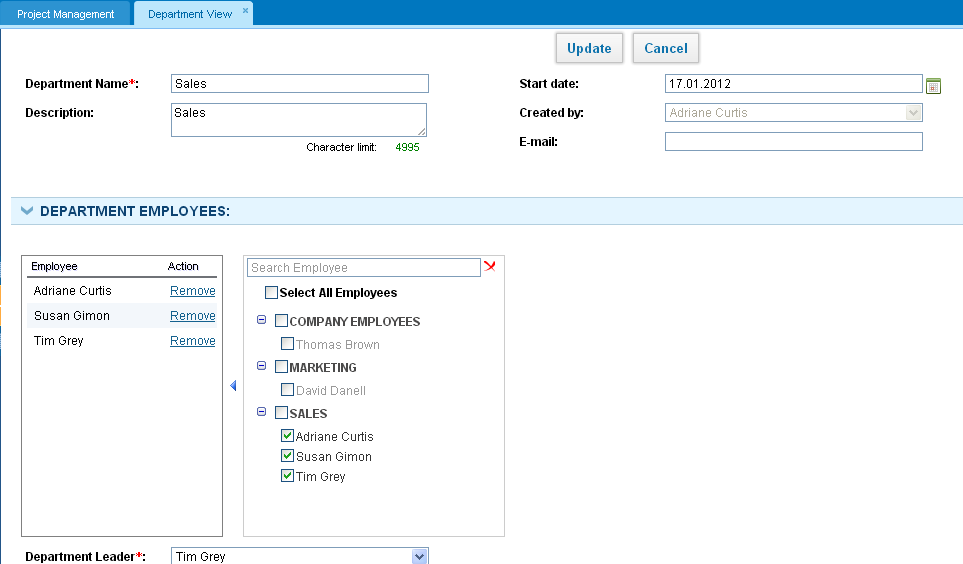 Project Management
Department View
Update
Cancel
Department Name*:
Sales
Start date:
17.01.2012
Description:
Sales
Created by:
Adriane Curtis
Character limit: 4995
E-mail:
DEPARTMENT EMPLOYEES:
Employee Action
Adriane Curtis Remove
Susan Gimon Remove
Tim Grey Remove
Search Employee
Select All Employees
COMPANY EMPLOYEES
Thomas Brown
MARKETING
David Danell
SALES
Adriane Curtis
Susan Gimon
Tim Grey
Department Leader*:
Tim Grey